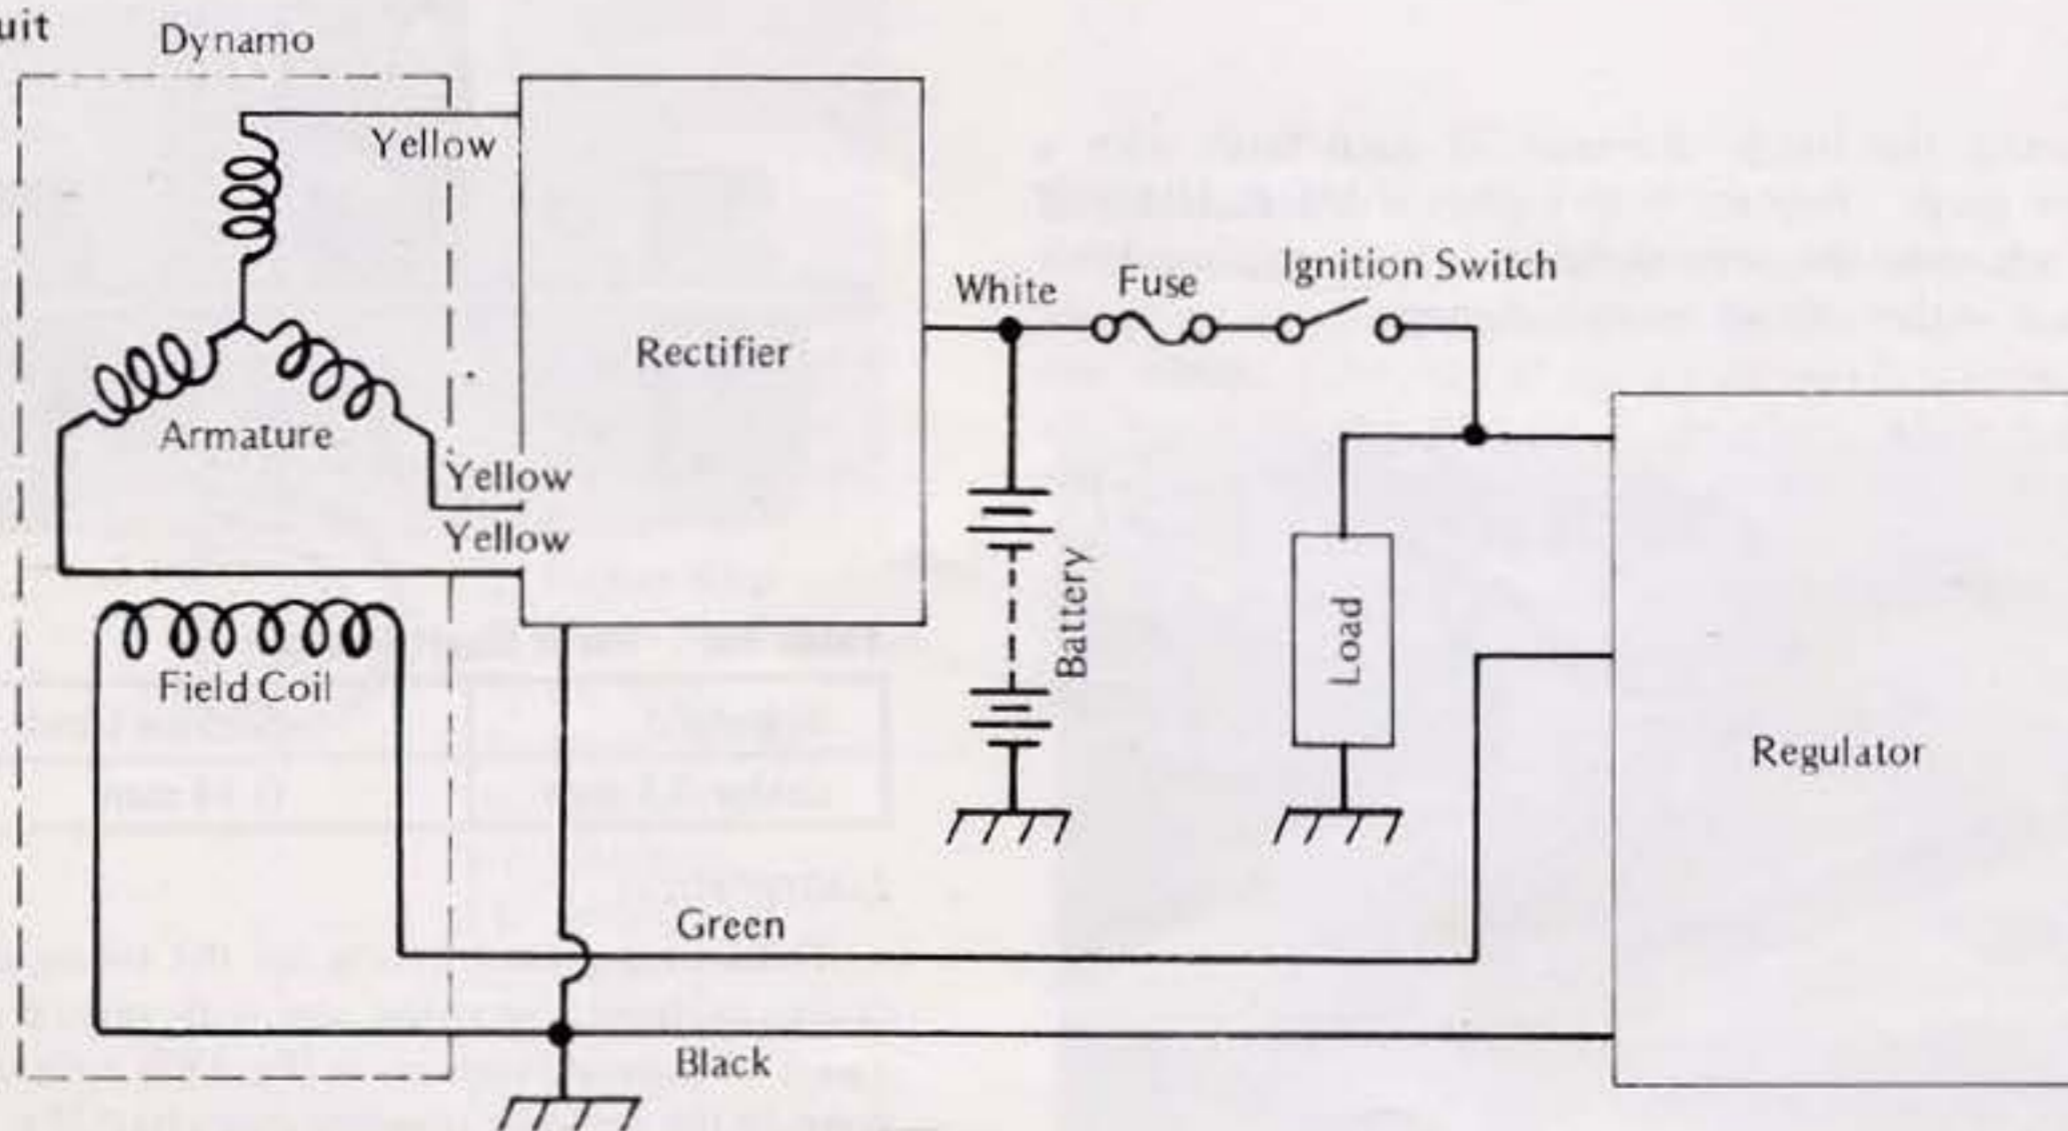 uit
Dynamo
Yellow
Rectifier
White
Fuse
Ignition Switch
Armature
Yellow
Yellow
Battery
Load
Field Coil
Regulator
Green
Black